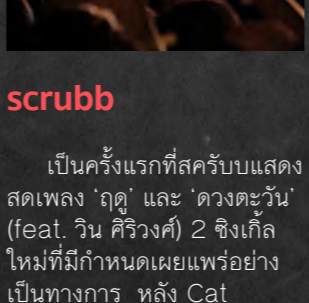 scrubb
เป็นครั้งแรกที่สครับบแสดง
สดเพลง ‘ฤดู’ และ ‘ดวงตะวัน’
(feat. วิน ศิริวงศ์) 2 ซิงเกิ้ล
ใหม่ที่มีกำหนดเผยแพร่อย่าง
เป็นทางการ หลัง Cat